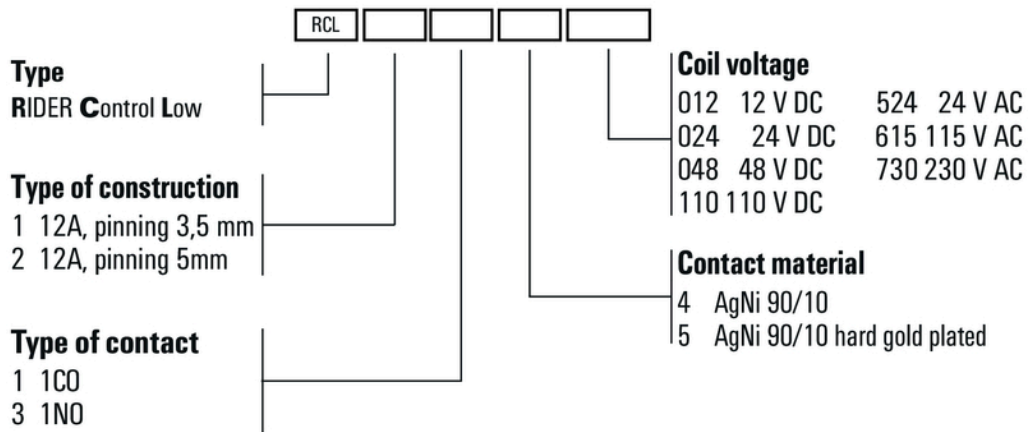 RCL
Type
RIDER Control Low
Type of construction
1 12A, pinning 3,5 mm
2 12A, pinning 5mm
Type of contact
1 1CO
3 1NO
Coil voltage
012 12 V DC 524 24 V AC
024 24 V DC 615 115 V AC
048 48 V DC 730 230 V AC
110 110 V DC
Contact material
4 AgNi 90/10
5 AgNi 90/10 hard gold plated